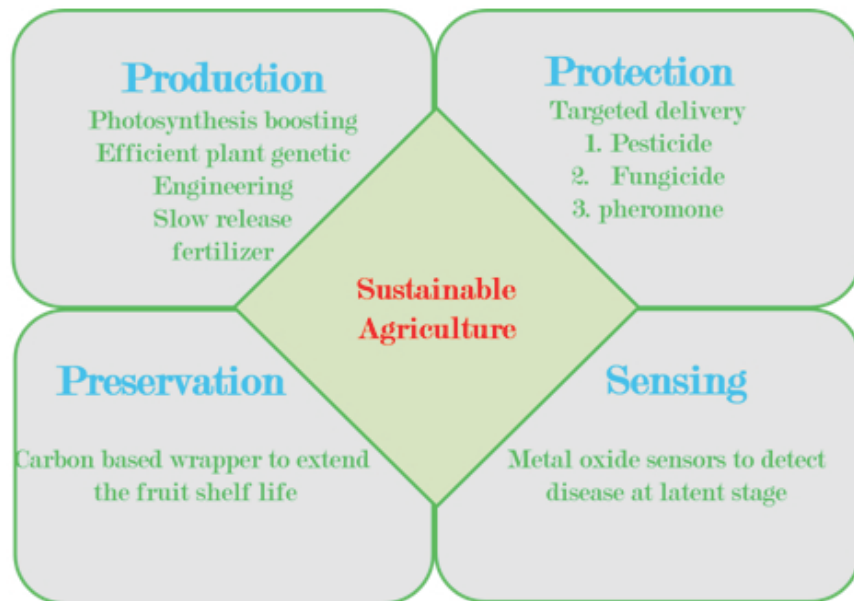 Production
Photosynthesis boosting
Efficient plant genetic
Engineering
Slow release
fertilizer
Protection
Targeted delivery
1. Pesticide
2. Fungicide
3. pheromone
Sustainable
Agriculture
Preservation
Carbon based wrapper to extend
the fruit shelf life
Sensing
Metal oxide sensors to detect
disease at latent stage